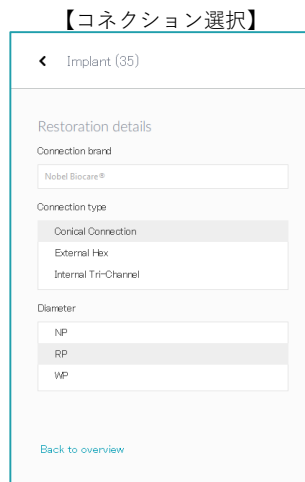 【コネクション選択】
Implant (35)
Restoration details
Connection brand
Nobel Biocare®
Connection type
Conical Connection
External Hex
Internal Tri-Channel
Diameter
NP
RP
WP
Back to overview